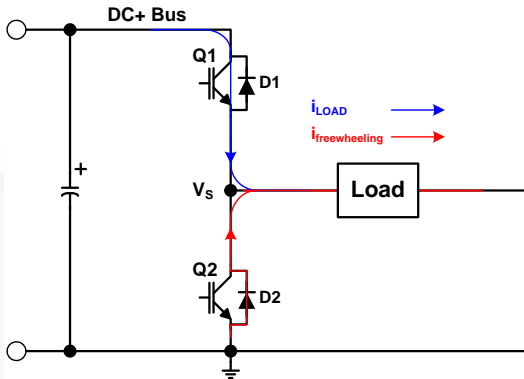 DC+ Bus
Q1
D1
iLOAD
ifreewheeling
+
VS
Load
Q2
D2